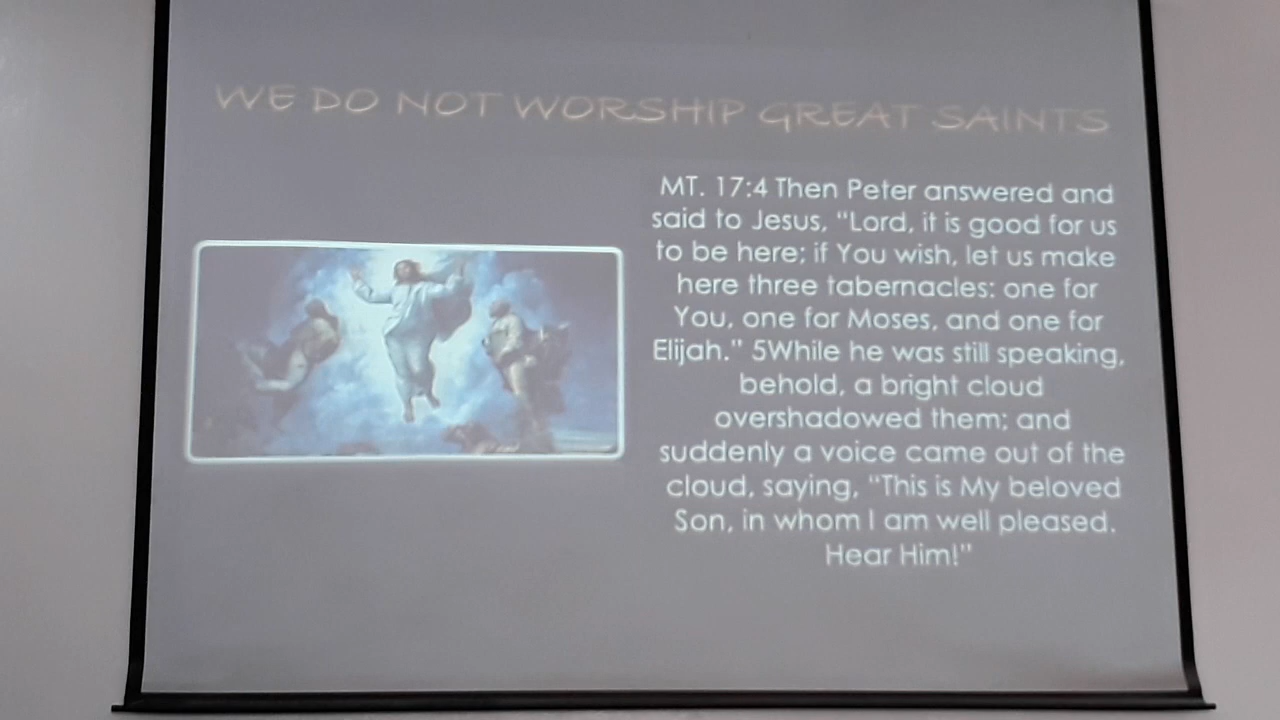 WE DO NOT WORSHIP GREAT SAINTS
MT. 17:4 Then Peter answered and
said to Jesus, “Lord, it is good for us
to be here; if You wish, let us make
here three tabernacles: one for
You, one for Moses, and one for
Elijah.” 5While he was still speaking,
behold, a bright cloud
overshadowed them; and
suddenly a voice came out of the
cloud, saying, “This is My beloved
Son, in whom I am well pleased.
Hear Him!”